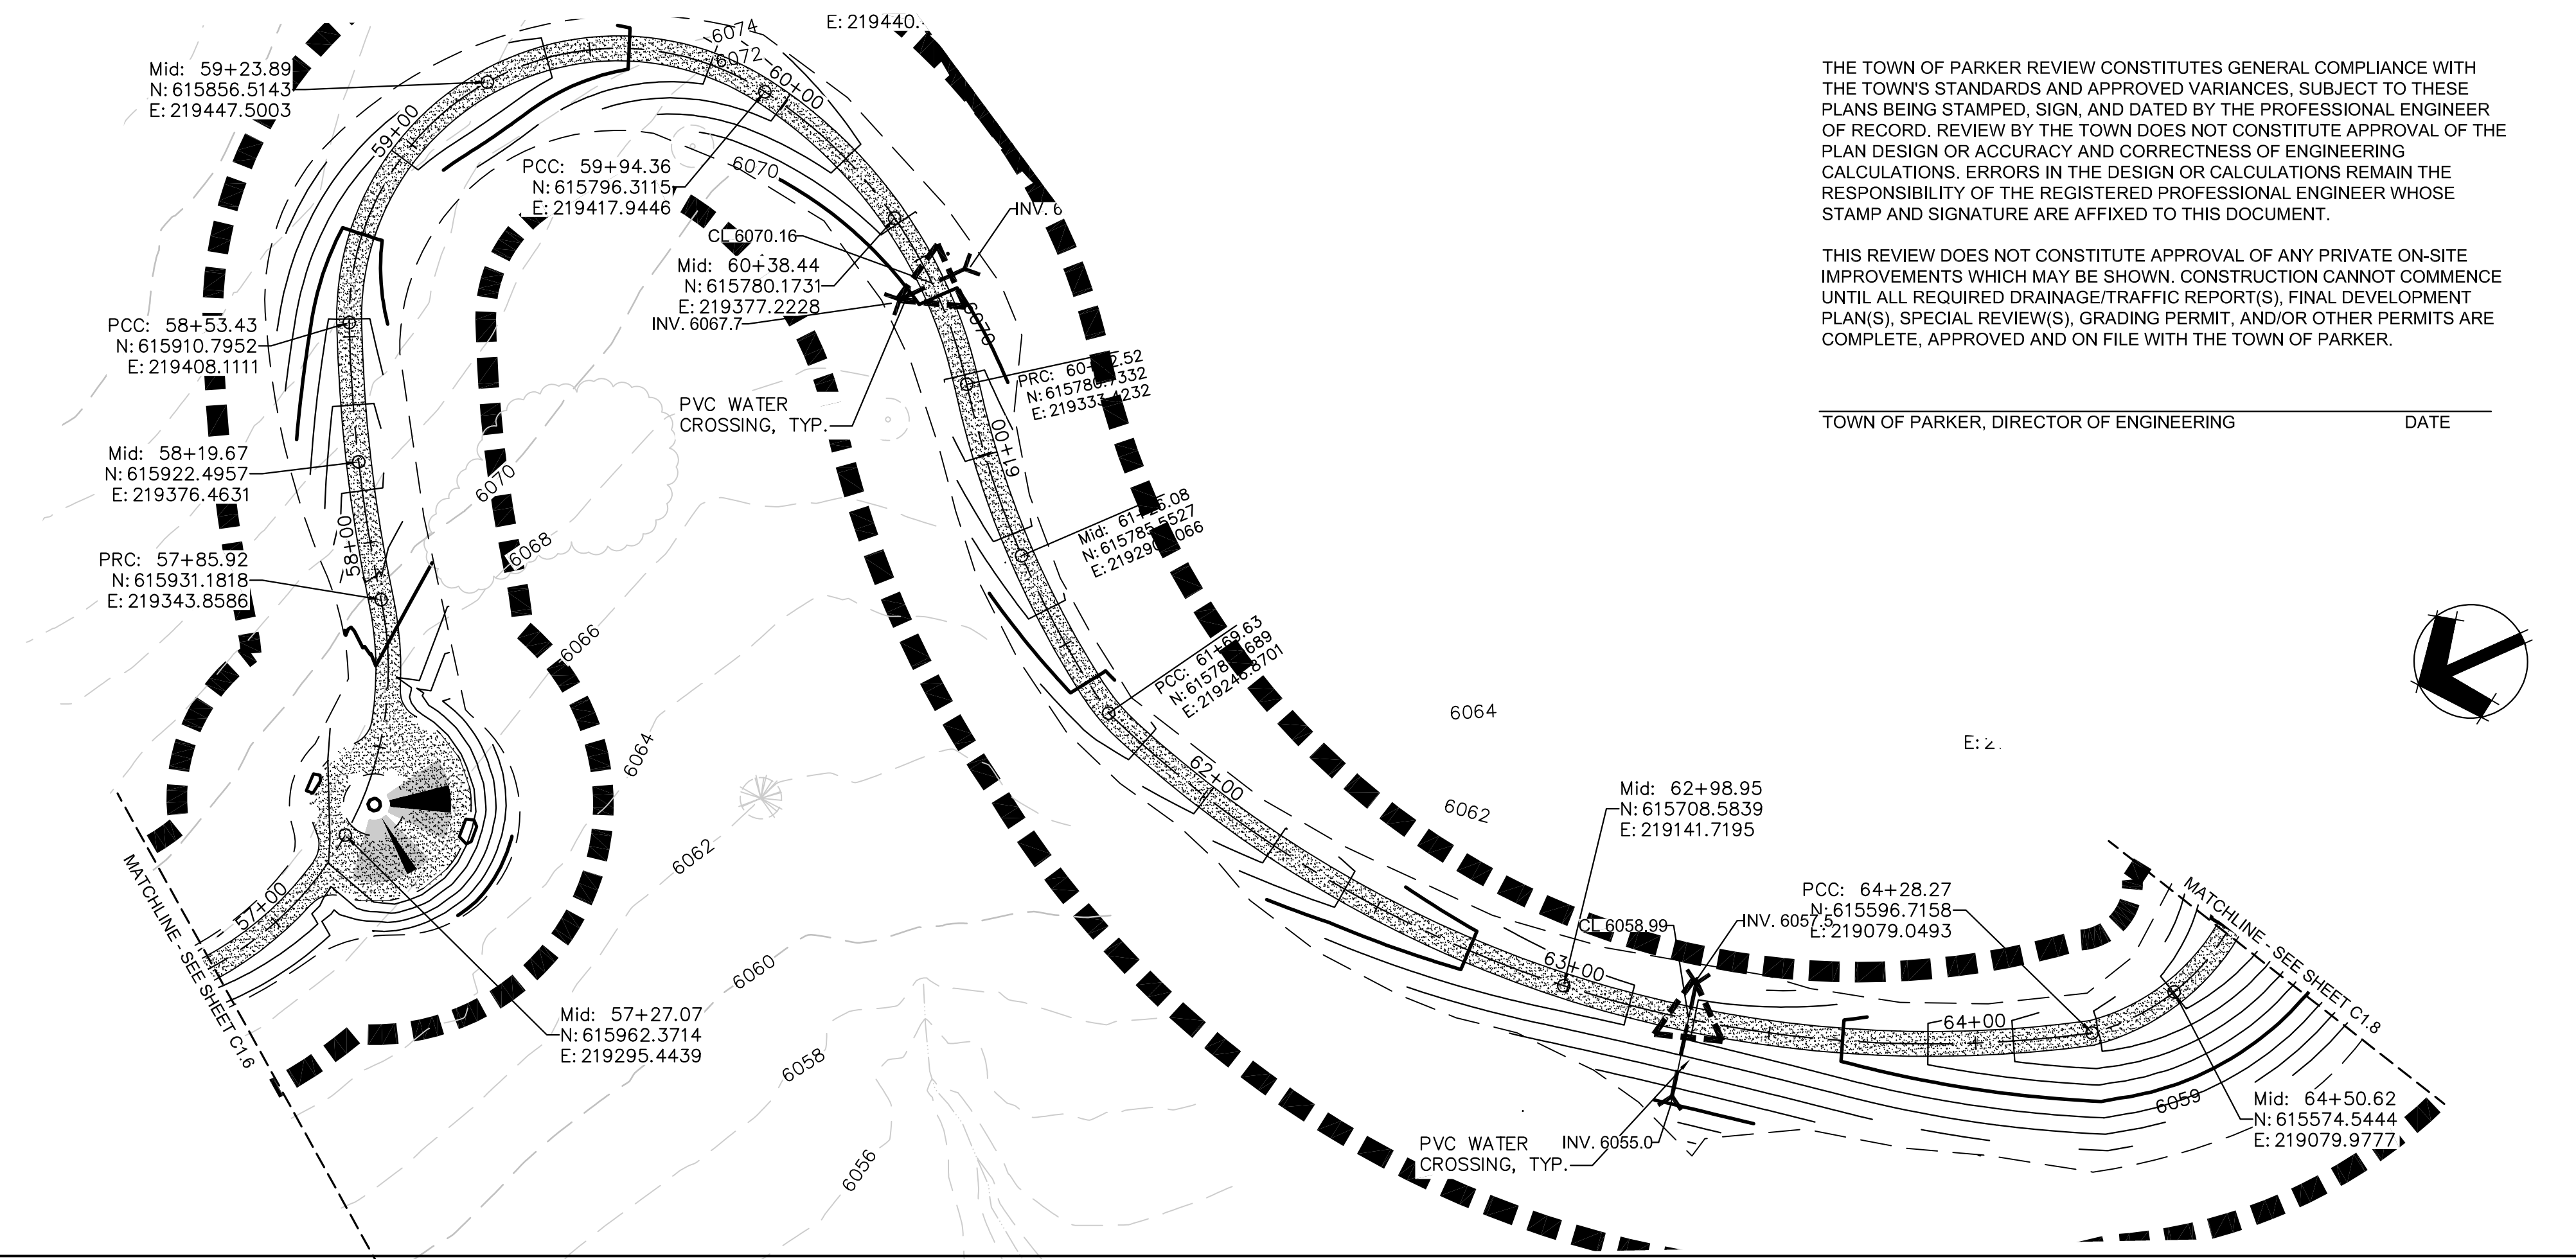 E: 219440.
6074
6072
60+00
Mid: 59+23.89
N: 615856.5143
E: 219447.5003
59+00
PCC: 59+94.36
N: 615796.3115
E: 219417.9446
6070
INV. 6
CL 6070.16
Mid: 60+38.44
N: 615780.1731
E: 219377.2228
INV. 6067.7
6070
PCC: 58+53.43
N: 615910.7952
E: 219408.1111
PRC: 60+
PVC WATER
CROSSING, TYP.
61+00
Mid: 58+19.67
N: 615922.4957
E: 219376.4631
6070
58+00
6068
Mid:
PRC: 57+85.92
N: 615931.1818
E: 219343.8586
6066
PCC:
6064
62+00
6062
57+00
MATCHLINE - SEE SHEET C1.6
6060
Mid: 57+27.07
N: 615962.3714
E: 219295.4439
6058
6056
THE TOWN OF PARKER REVIEW CONSTITUTES GENERAL COMPLIANCE WITH
THE TOWN'S STANDARDS AND APPROVED VARIANCES, SUBJECT TO THESE
PLANS BEING STAMPED, SIGN, AND DATED BY THE PROFESSIONAL ENGINEER
OF RECORD. REVIEW BY THE TOWN DOES NOT CONSTITUTE APPROVAL OF THE
PLAN DESIGN OR ACCURACY AND CORRECTNESS OF ENGINEERING
CALCULATIONS. ERRORS IN THE DESIGN OR CALCULATIONS REMAIN THE
RESPONSIBILITY OF THE REGISTERED PROFESSIONAL ENGINEER WHOSE
STAMP AND SIGNATURE ARE AFFIXED TO THIS DOCUMENT.
THIS REVIEW DOES NOT CONSTITUTE APPROVAL OF ANY PRIVATE ON-SITE
IMPROVEMENTS WHICH MAY BE SHOWN. CONSTRUCTION CANNOT COMMENCE
UNTIL ALL REQUIRED DRAINAGE/TRAFFIC REPORT(S), FINAL DEVELOPMENT
PLAN(S), SPECIAL REVIEW(S), GRADING PERMIT, AND/OR OTHER PERMITS ARE
COMPLETE, APPROVED AND ON FILE WITH THE TOWN OF PARKER.
TOWN OF PARKER, DIRECTOR OF ENGINEERING DATE
6064
E: 2
6062
Mid: 62+98.95
N: 615708.5839
E: 219141.7195
PCC: 64+28.27
N: 615596.7158
E: 219079.0493
CL 6058.99
INV. 6057.5
63+00
64+00
MATCHLINE - SEE SHEET C1.8
6059
Mid: 64+50.62
N: 615574.5444
E: 219079.9777
PVC WATER
CROSSING, TYP.
INV. 6055.0